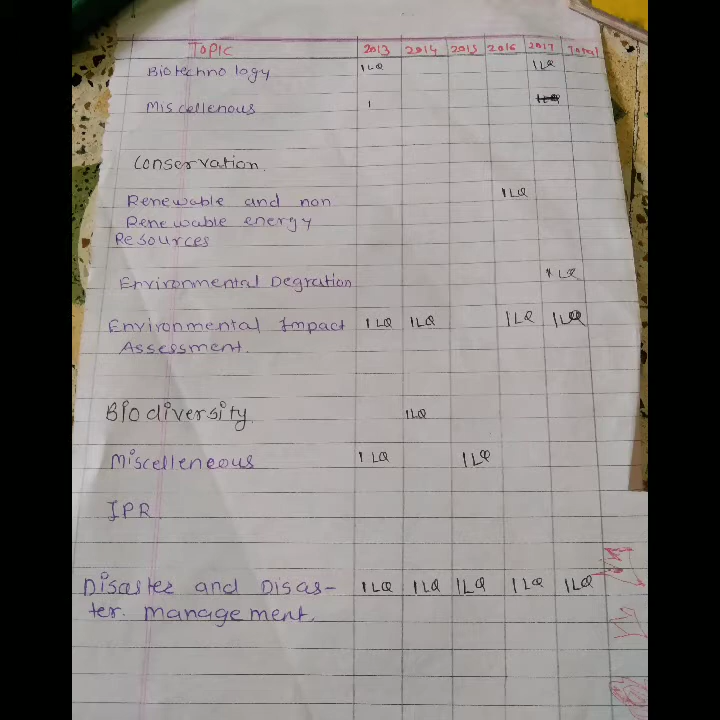 Topic 2013 2014 2015 2016 2017 Total
Biotechnology 1LQ 1LQ
Miscellenous 1
Conservation.
Renewable and non 1LQ
Renewable energy
Resources
Environmental Degration 1LQ
Environmental Impact 1LQ 1LQ 1LQ 1LQ
Assessment.
Biodiversity 1LQ
Miscelleneous 1LQ 1LQ
IPR
Disaster and Disas- 1LQ 1LQ 1LQ 1LQ 1LQ
ter. management.